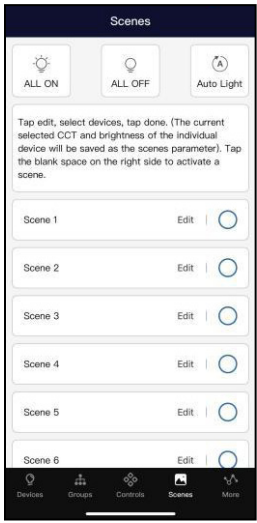 Scenes
ALL ON
ALL OFF
A
Auto Light
Tap edit, select devices, tap done. (The current
selected CCT and brightness of the individual
device will be saved as the scenes parameter). Tap
the blank space on the right side to activate a
scene.
Scene 1 Edit
Scene 2 Edit
Scene 3 Edit
Scene 4 Edit
Scene 5 Edit
Scene 6 Edit
Devices Groups Controls Scenes More